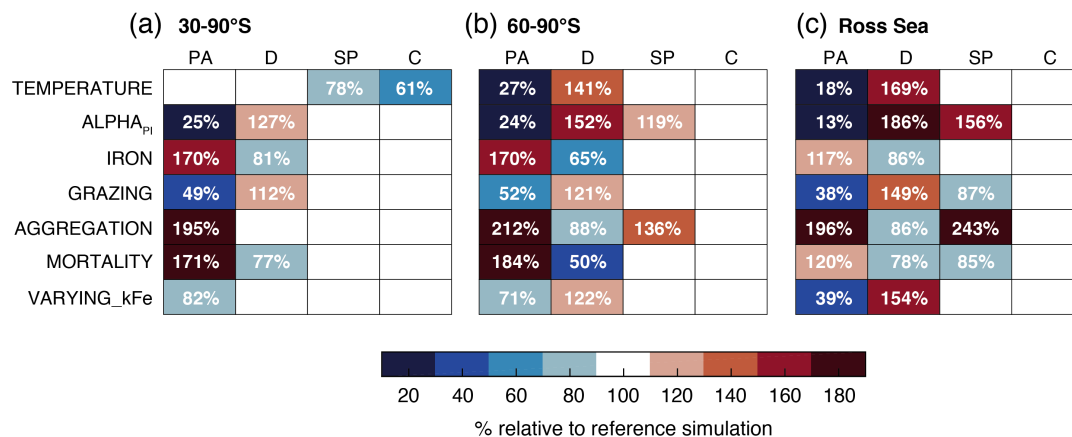 (a) 30-90°S (b) 60-90°S (c) Ross Sea
PA D SP C PA D SP C PA D SP C
TEMPERATURE 78% 61% 27% 141% 18% 169%
ALPHA_PI 25% 127% 24% 152% 119% 13% 186% 156%
IRON 170% 81% 170% 65% 117% 86%
GRAZING 49% 112% 52% 121% 38% 149% 87%
AGGREGATION 195% 212% 88% 136% 196% 86% 243%
MORTALITY 171% 77% 184% 50% 120% 78% 85%
VARYING_kFe 82% 71% 122% 39% 154%
20 40 60 80 100 120 140 160 180
% relative to reference simulation